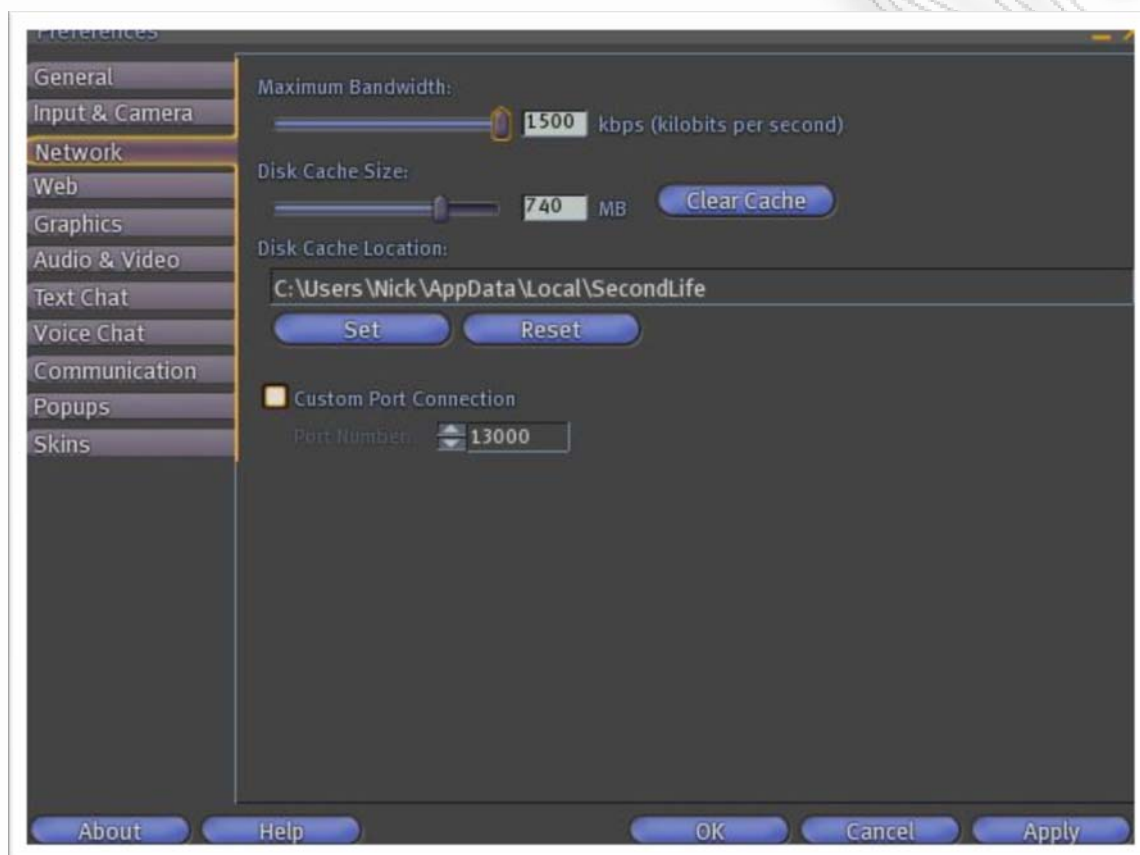 Preferences
General
Input & Camera
Network
Web
Graphics
Audio & Video
Text Chat
Voice Chat
Communication
Popups
Skins
Maximum Bandwidth:
1500 kbps (kilobits per second)
Disk Cache Size:
740 MB Clear Cache
Disk Cache Location:
C:\Users\Nick\AppData\Local\SecondLife
Set Reset
Custom Port Connection
Port Number: 13000
About Help OK Cancel Apply